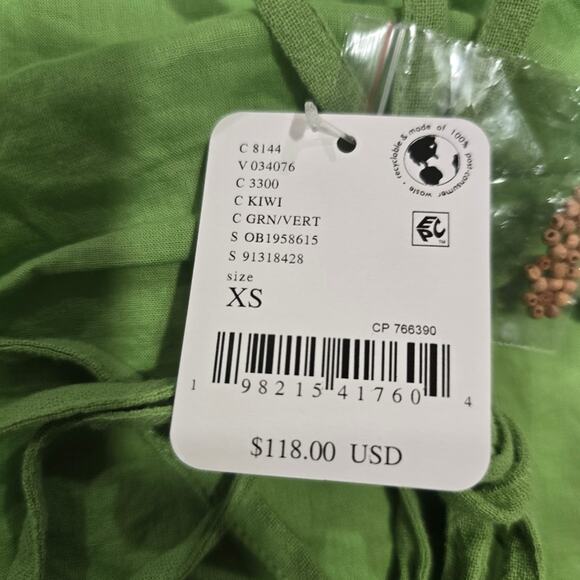 recyclable & made of 100% post-consumer waste •
C 8144
V 034076
C 3300
C KIWI
C GRN/VERT
S OB1958615
S 91318428
size
XS
EPC™
CP 766390
1 98215 41760 4
$118.00 USD